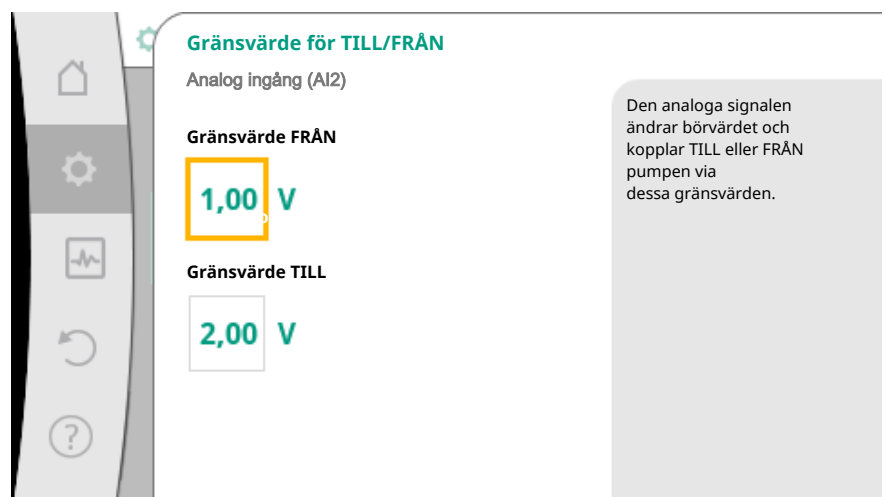 Gränsvärde för TILL/FRÅN
Analog ingång (AI2)
Gränsvärde FRÅN
1,00 V
Gränsvärde TILL
2,00 V
Den analoga signalen
ändrar börvärdet och
kopplar TILL eller FRÅN
pumpen via
dessa gränsvärden.
?